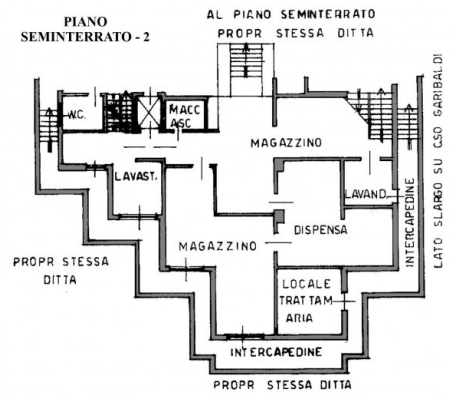 PIANO
SEMINTERRATO - 2
AL PIANO SEMINTERRATO
PROPR STESSA DITTA
W.C.
MACC
ASC
MAGAZZINO
LAVAST.
LAVAND.
MAGAZZINO
DISPENSA
INTERCAPEDINE
LATO SLARGO SU C.SO GARIBALDI
PROPR STESSA
DITTA
LOCALE
TRATTAM
ARIA
INTERCAPEDINE
PROPR STESSA DITTA